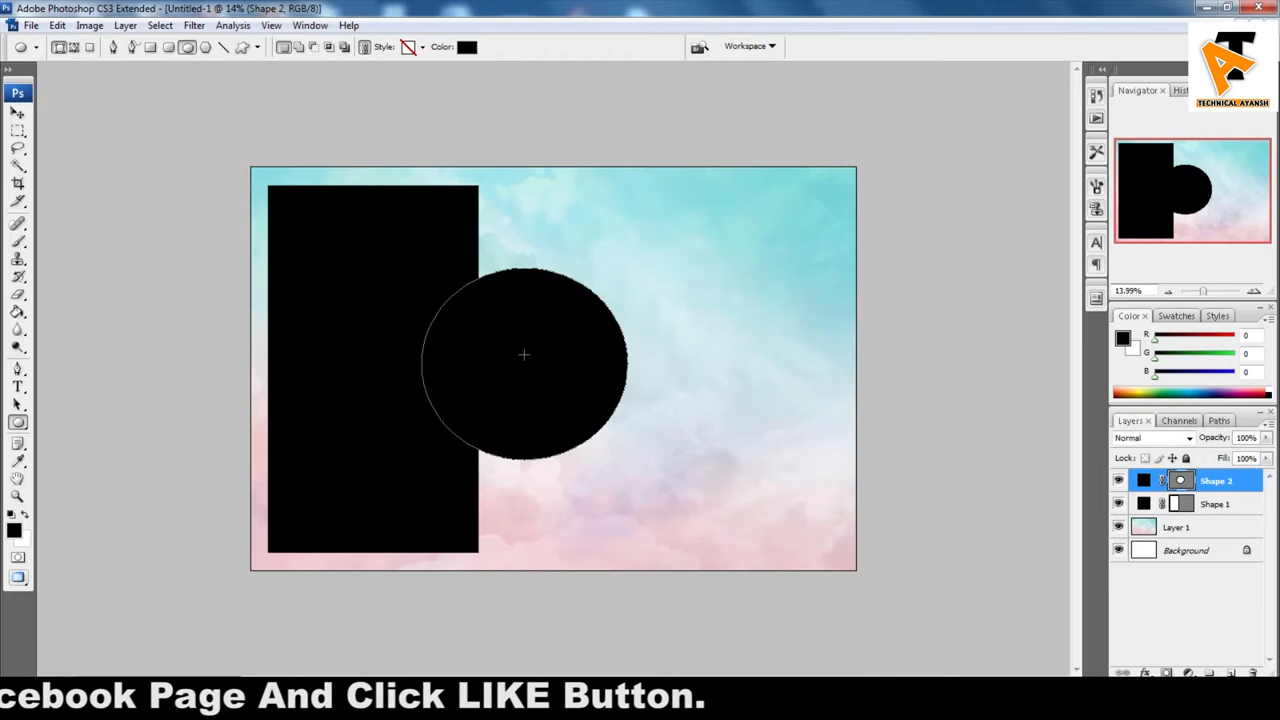 Adobe Photoshop CS3 Extended - [Untitled-1 @ 14% (Shape 2, RGB/8)]
Ps File Edit Image Layer Select Filter Analysis View Window Help
Style: Color: Workspace
TECHNICAL AYANSH
Ps
Navigator × Hist
13.99%
Color × Swatches Styles
R 0
G 0
B 0
Layers × Channels Paths
Normal Opacity: 100%
Lock: Fill: 100%
Shape 2
Shape 1
Layer 1
Background
T
A
cebook Page And Click LIKE Button.